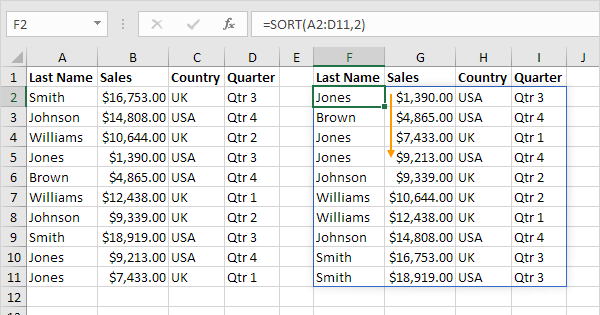 F2 fx =SORT(A2:D11,2)
A B C D E F G H I J
1 Last Name Sales Country Quarter Last Name Sales Country Quarter
2 Smith $16,753.00 UK Qtr 3 Jones $1,390.00 USA Qtr 3
3 Johnson $14,808.00 USA Qtr 4 Brown $4,865.00 USA Qtr 4
4 Williams $10,644.00 UK Qtr 2 Jones $7,433.00 UK Qtr 1
5 Jones $1,390.00 USA Qtr 3 Jones $9,213.00 USA Qtr 4
6 Brown $4,865.00 USA Qtr 4 Johnson $9,339.00 UK Qtr 2
7 Williams $12,438.00 UK Qtr 1 Williams $10,644.00 UK Qtr 2
8 Johnson $9,339.00 UK Qtr 2 Williams $12,438.00 UK Qtr 1
9 Smith $18,919.00 USA Qtr 3 Johnson $14,808.00 USA Qtr 4
10 Jones $9,213.00 USA Qtr 4 Smith $16,753.00 UK Qtr 3
11 Jones $7,433.00 UK Qtr 1 Smith $18,919.00 USA Qtr 3
12
13